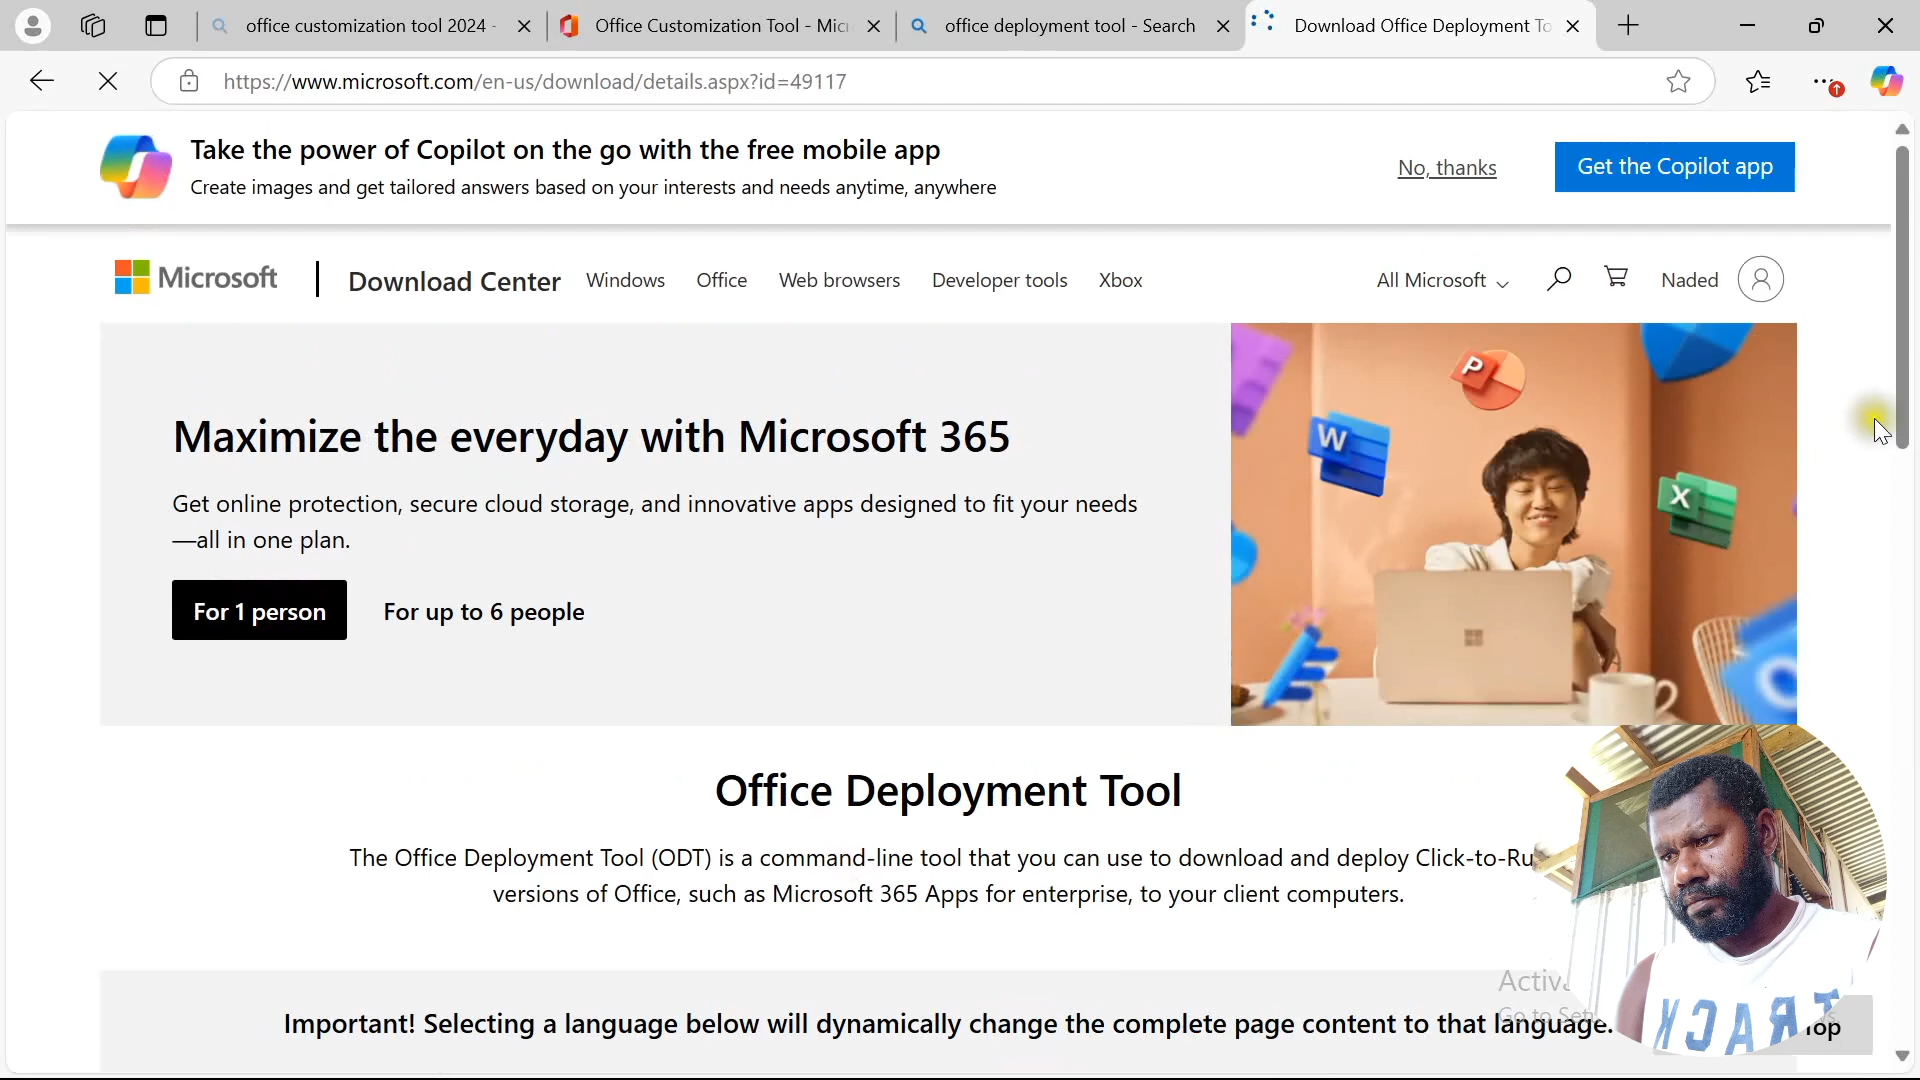 office customization tool 2024 -
Office Customization Tool - Mic
office deployment tool - Search
Download Office Deployment To
https://www.microsoft.com/en-us/download/details.aspx?id=49117
Take the power of Copilot on the go with the free mobile app
Create images and get tailored answers based on your interests and needs anytime, anywhere
No, thanks
Get the Copilot app
Microsoft
Download Center
Windows
Office
Web browsers
Developer tools
Xbox
All Microsoft
Naded
Maximize the everyday with Microsoft 365
Get online protection, secure cloud storage, and innovative apps designed to fit your needs
—all in one plan.
For 1 person
For up to 6 people
P
W
X
Office Deployment Tool
The Office Deployment Tool (ODT) is a command-line tool that you can use to download and deploy Click-to-Ru
versions of Office, such as Microsoft 365 Apps for enterprise, to your client computers.
Important! Selecting a language below will dynamically change the complete page content to that language.
Top